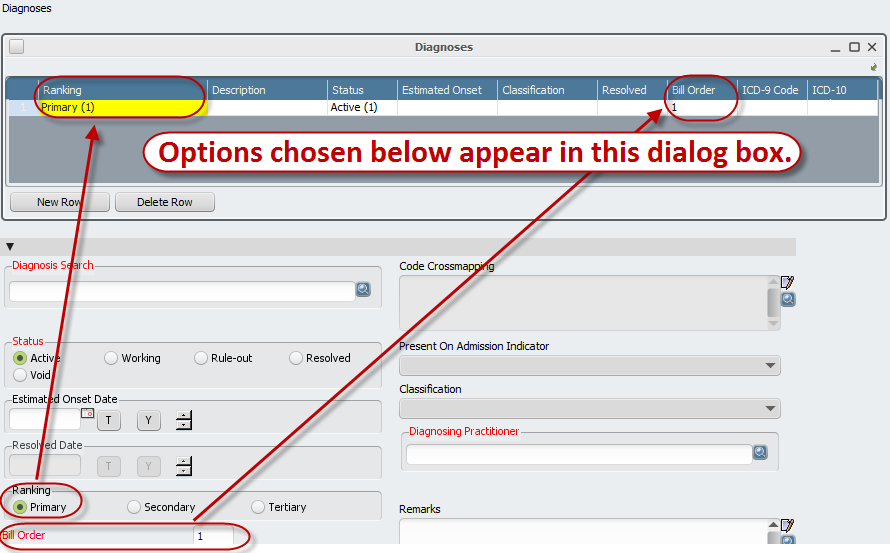 Diagnoses
Diagnoses
Ranking Description Status Estimated Onset Classification Resolved Bill Order ICD-9 Code ICD-10
1 Primary (1) Active (1) 1
Options chosen below appear in this dialog box.
New Row Delete Row
Diagnosis Search
Code Crossmapping
Status
Active Working Rule-out Resolved
Void
Present On Admission Indicator
Classification
Estimated Onset Date
T Y
Diagnosing Practitioner
Resolved Date
T Y
Ranking
Primary Secondary Tertiary
Remarks
Bill Order 1